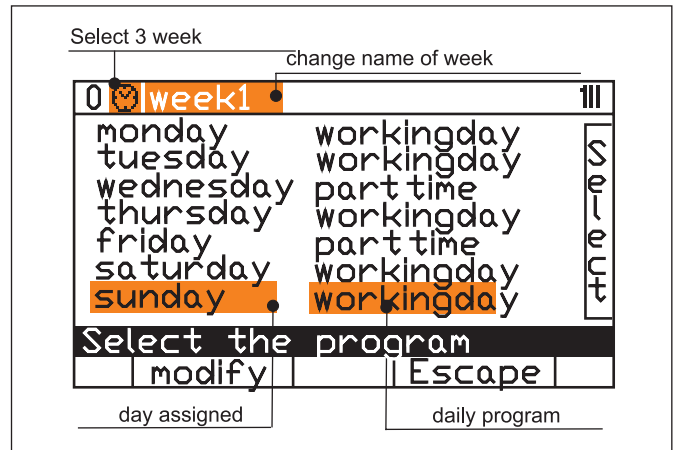 Select 3 week
change name of week
0 week1
monday workingday
tuesday workingday
wednesday part time
thursday workingday
friday part time
saturday workingday
sunday workingday
Select
Select the program
modify Escape
day assigned daily program